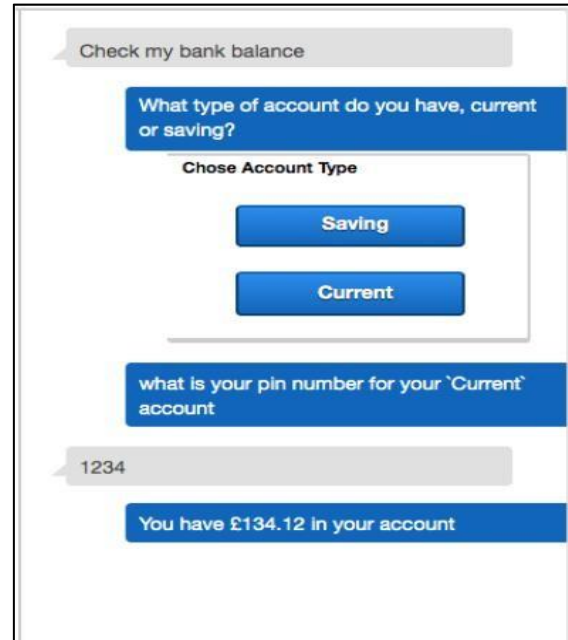 Check my bank balance
What type of account do you have, current
or saving?
Chose Account Type
Saving
Current
what is your pin number for your `Current`
account
1234
You have £134.12 in your account